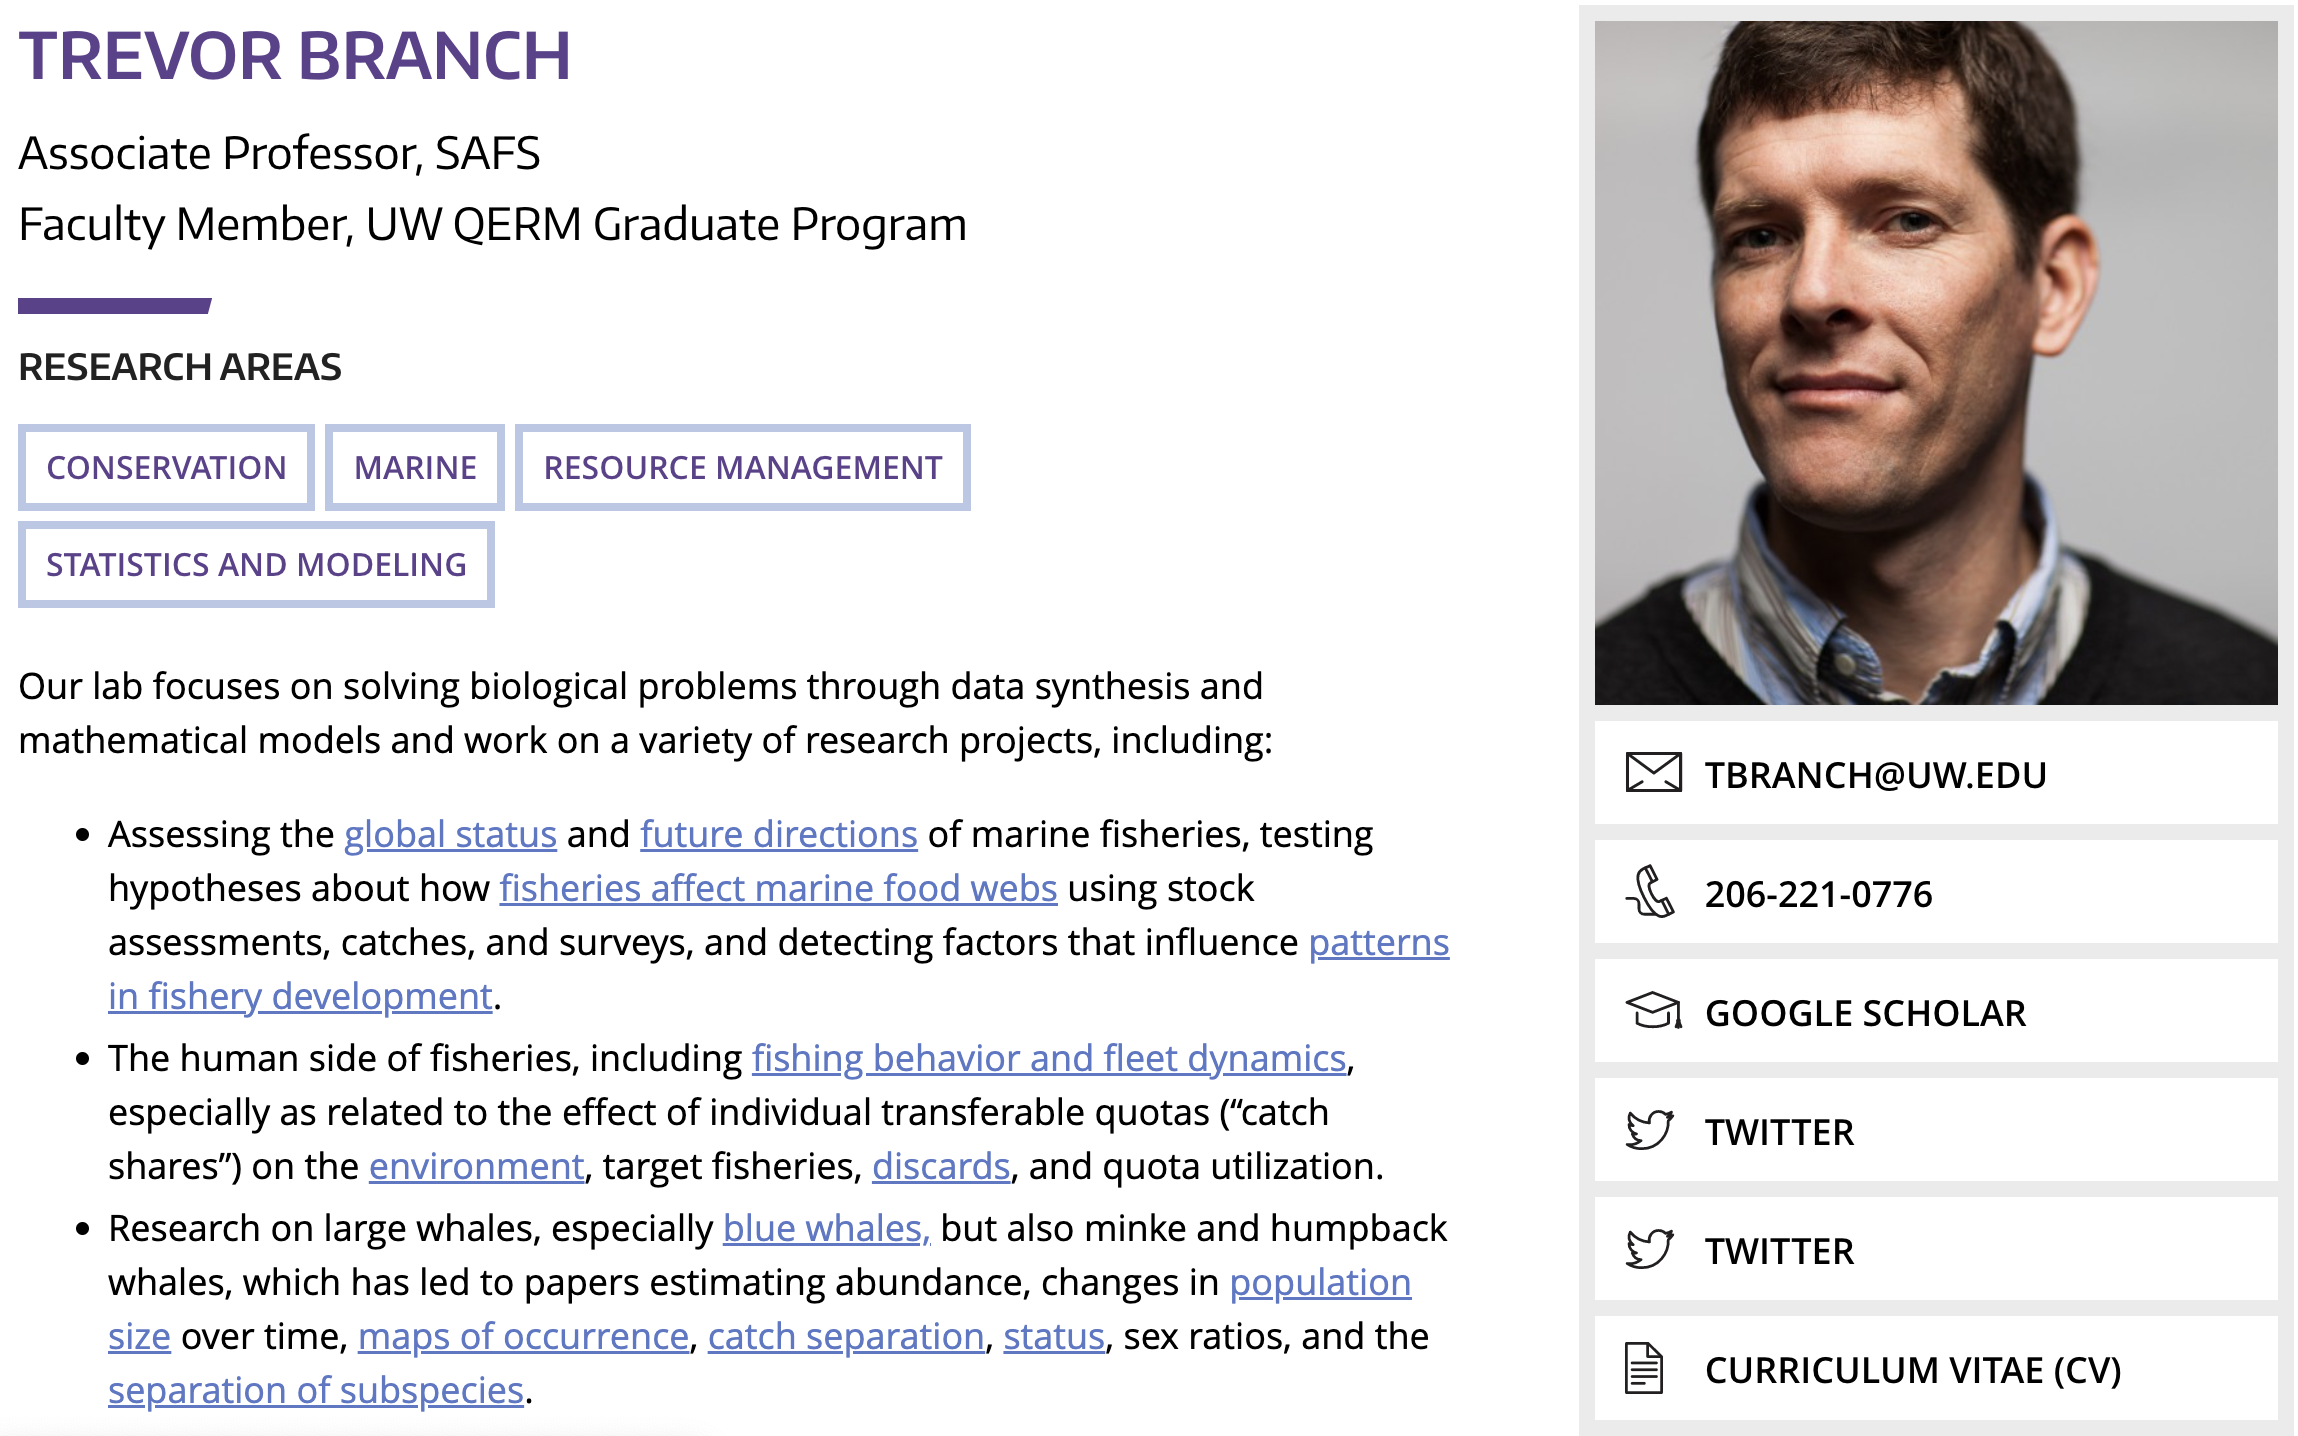 TREVOR BRANCH
Associate Professor, SAFS
Faculty Member, UW QERM Graduate Program
RESEARCH AREAS
CONSERVATION
MARINE
RESOURCE MANAGEMENT
STATISTICS AND MODELING
Our lab focuses on solving biological problems through data synthesis and
mathematical models and work on a variety of research projects, including:
• Assessing the global status and future directions of marine fisheries, testing
hypotheses about how fisheries affect marine food webs using stock
assessments, catches, and surveys, and detecting factors that influence patterns
in fishery development.
• The human side of fisheries, including fishing behavior and fleet dynamics,
especially as related to the effect of individual transferable quotas (“catch
shares”) on the environment, target fisheries, discards, and quota utilization.
• Research on large whales, especially blue whales, but also minke and humpback
whales, which has led to papers estimating abundance, changes in population
size over time, maps of occurrence, catch separation, status, sex ratios, and the
separation of subspecies.
TBRANCH@UW.EDU
206-221-0776
GOOGLE SCHOLAR
TWITTER
TWITTER
CURRICULUM VITAE (CV)